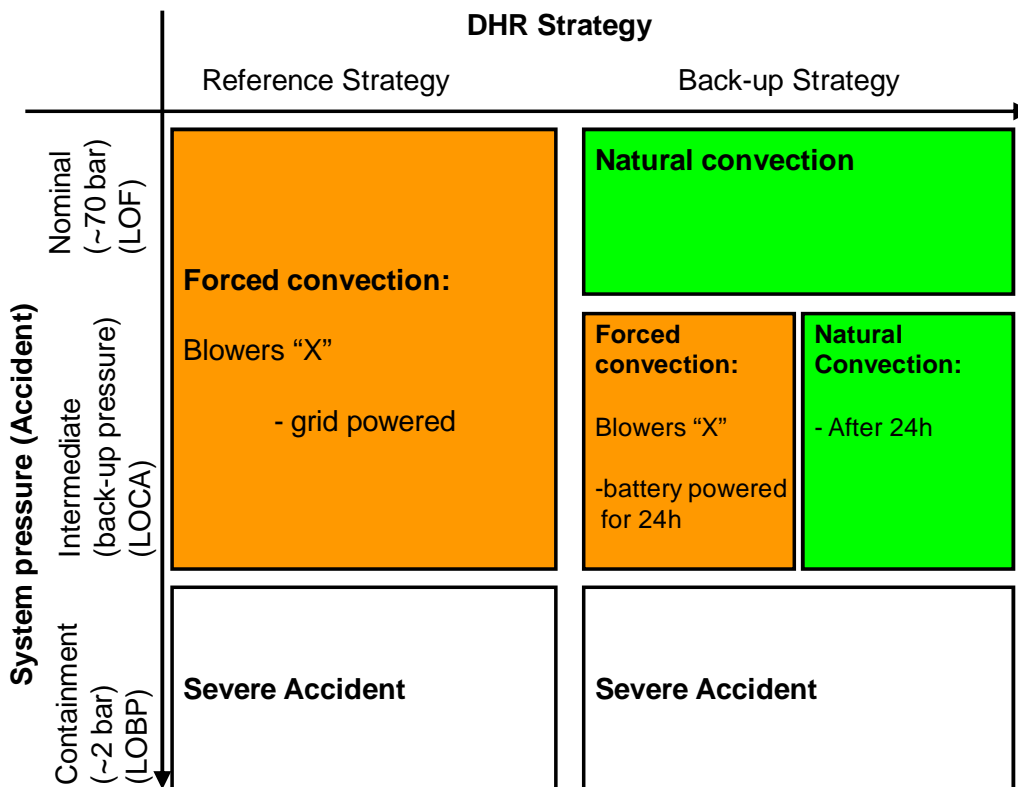 DHR Strategy
Reference Strategy
Back-up Strategy
System pressure (Accident)
Nominal
(~70 bar)
(LOF)
Forced convection:
Blowers “X”
- grid powered
Natural convection
Intermediate
(back-up pressure)
(LOCA)
Forced
convection:
Blowers “X”
-battery powered
for 24h
Natural
Convection:
- After 24h
Containment
(~2 bar)
(LOBP)
Severe Accident
Severe Accident